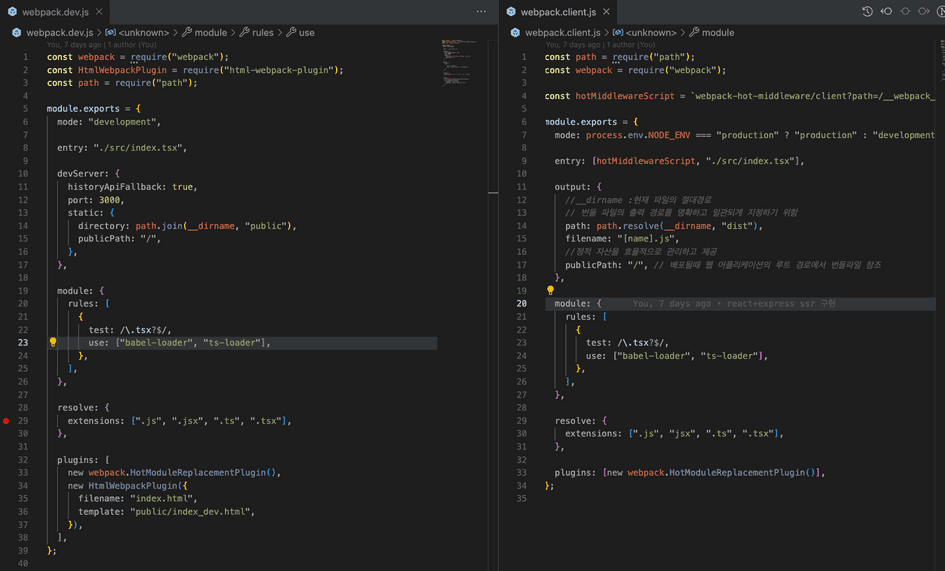 webpack.dev.js
webpack.dev.js > <unknown> > module > rules > use
You, 7 days ago | 1 author (You)
1 const webpack = require("webpack");
2 const HtmlWebpackPlugin = require("html-webpack-plugin");
3 const path = require("path");
4
5 module.exports = {
6 mode: "development",
7
8 entry: "./src/index.tsx",
9
10 devServer: {
11 historyApiFallback: true,
12 port: 3000,
13 static: {
14 directory: path.join(__dirname, "public"),
15 publicPath: "/",
16 },
17 },
18
19 module: {
20 rules: [
21 {
22 test: /\.tsx?$/,
23 use: ["babel-loader", "ts-loader"],
24 },
25 ],
26 },
27
28 resolve: {
29 extensions: [".js", ".jsx", ".ts", ".tsx"],
30 },
31
32 plugins: [
33 new webpack.HotModuleReplacementPlugin(),
34 new HtmlWebpackPlugin({
35 filename: "index.html",
36 template: "public/index_dev.html",
37 }),
38 ],
39 };
40
webpack.client.js
webpack.client.js > <unknown> > module
You, 7 days ago | 1 author (You)
1 const path = require("path");
2 const webpack = require("webpack");
3
4 const hotMiddlewareScript = `webpack-hot-middleware/client?path=/__webpack_
5
6 module.exports = {
7 mode: process.env.NODE_ENV === "production" ? "production" : "development
8
9 entry: [hotMiddlewareScript, "./src/index.tsx"],
10
11 output: {
12 //__dirname :현재 파일의 절대경로
13 // 번들 파일의 출력 경로를 명확하고 일관되게 지정하기 위함
14 path: path.resolve(__dirname, "dist"),
15 filename: "[name].js",
16 //정적 자산을 효율적으로 관리하고 제공
17 publicPath: "/", // 배포될때 웹 어플리케이션의 루트 경로에서 번들파일 참조
18 },
19
20 module: { You, 7 days ago • react+express ssr 구현
21 rules: [
22 {
23 test: /\.tsx?$/,
24 use: ["babel-loader", "ts-loader"],
25 },
26 ],
27 },
28
29 resolve: {
30 extensions: [".js", "jsx", ".ts", ".tsx"],
31 },
32
33 plugins: [new webpack.HotModuleReplacementPlugin()],
34 };
35